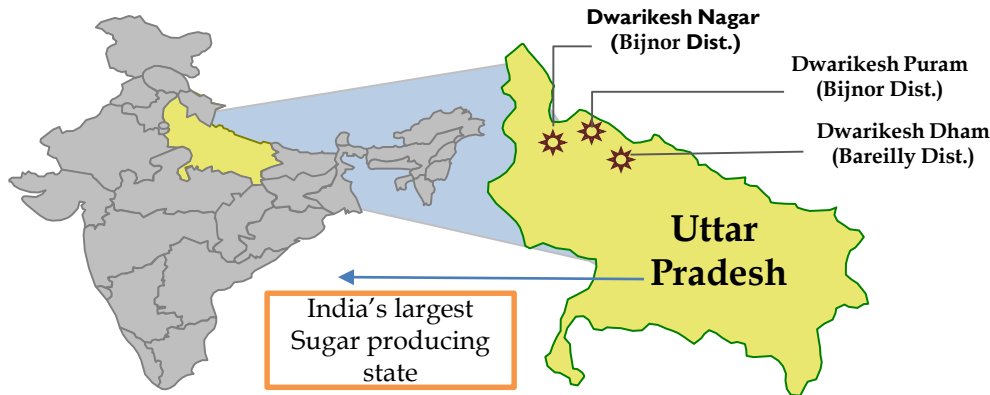 Dwarikesh Nagar
(Bijnor Dist.)
Dwarikesh Puram
(Bijnor Dist.)
Dwarikesh Dham
(Bareilly Dist.)
Uttar
Pradesh
India’s largest
Sugar producing
state